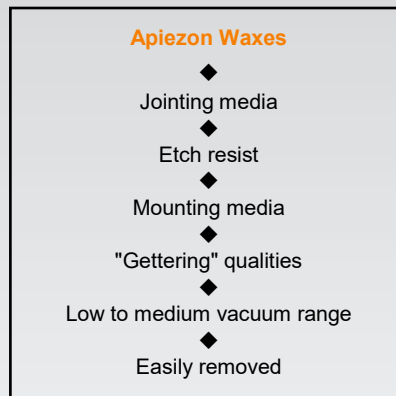 Apiezon Waxes
◆
Jointing media
◆
Etch resist
◆
Mounting media
◆
"Gettering" qualities
◆
Low to medium vacuum range
◆
Easily removed